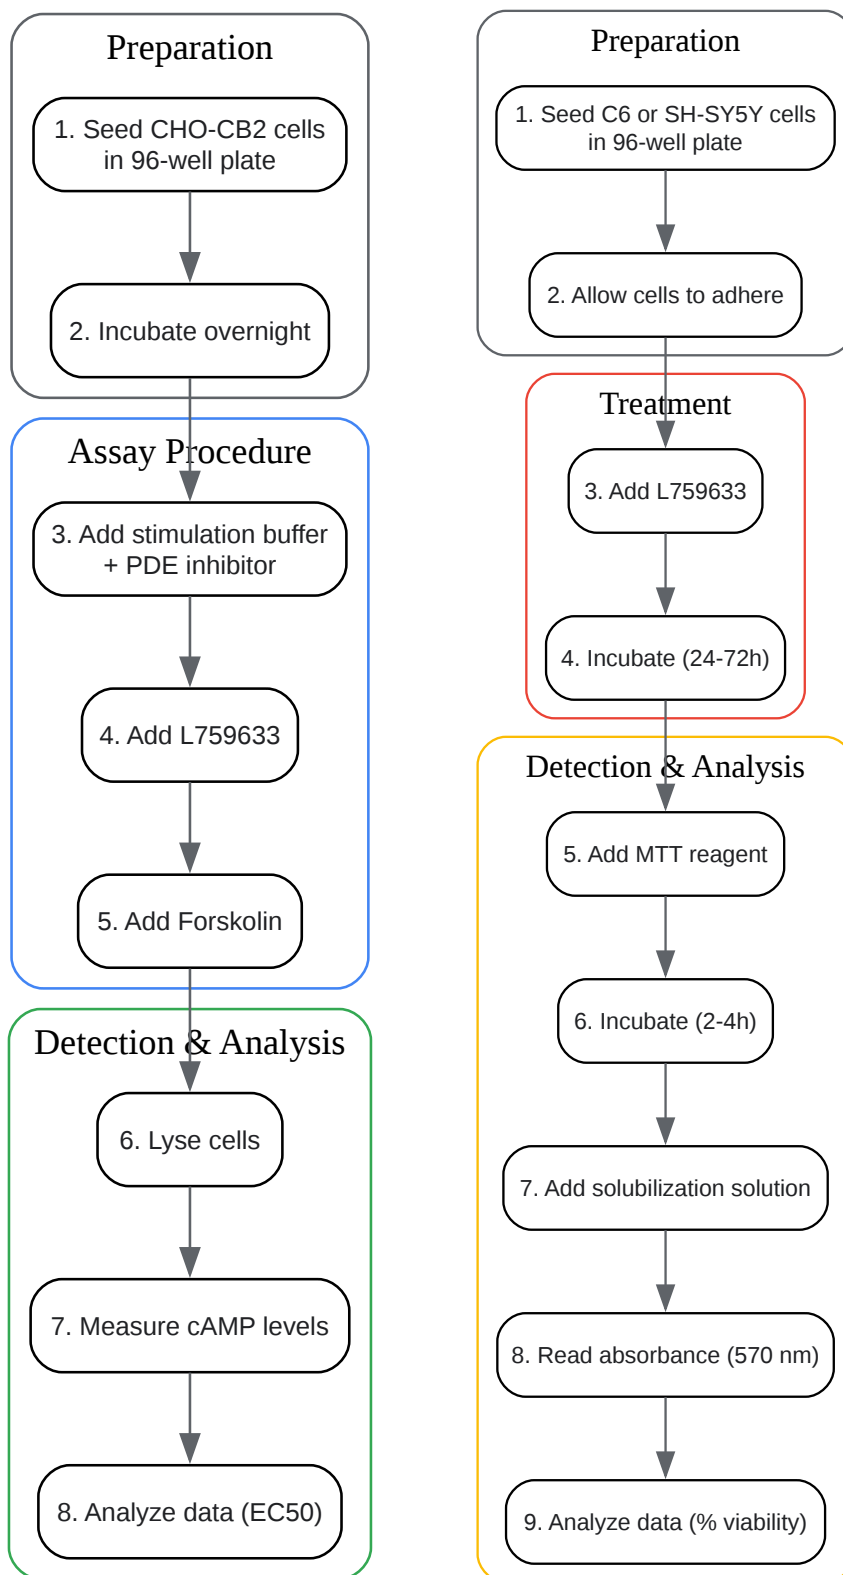 Preparation
1. Seed CHO-CB2 cells
in 96-well plate
2. Incubate overnight
Assay Procedure
3. Add stimulation buffer
+ PDE inhibitor
4. Add L759633
5. Add Forskolin
Detection & Analysis
6. Lyse cells
7. Measure cAMP levels
8. Analyze data (EC50)
Preparation
1. Seed C6 or SH-SY5Y cells
in 96-well plate
2. Allow cells to adhere
Treatment
3. Add L759633
4. Incubate (24-72h)
Detection & Analysis
5. Add MTT reagent
6. Incubate (2-4h)
7. Add solubilization solution
8. Read absorbance (570 nm)
9. Analyze data (% viability)